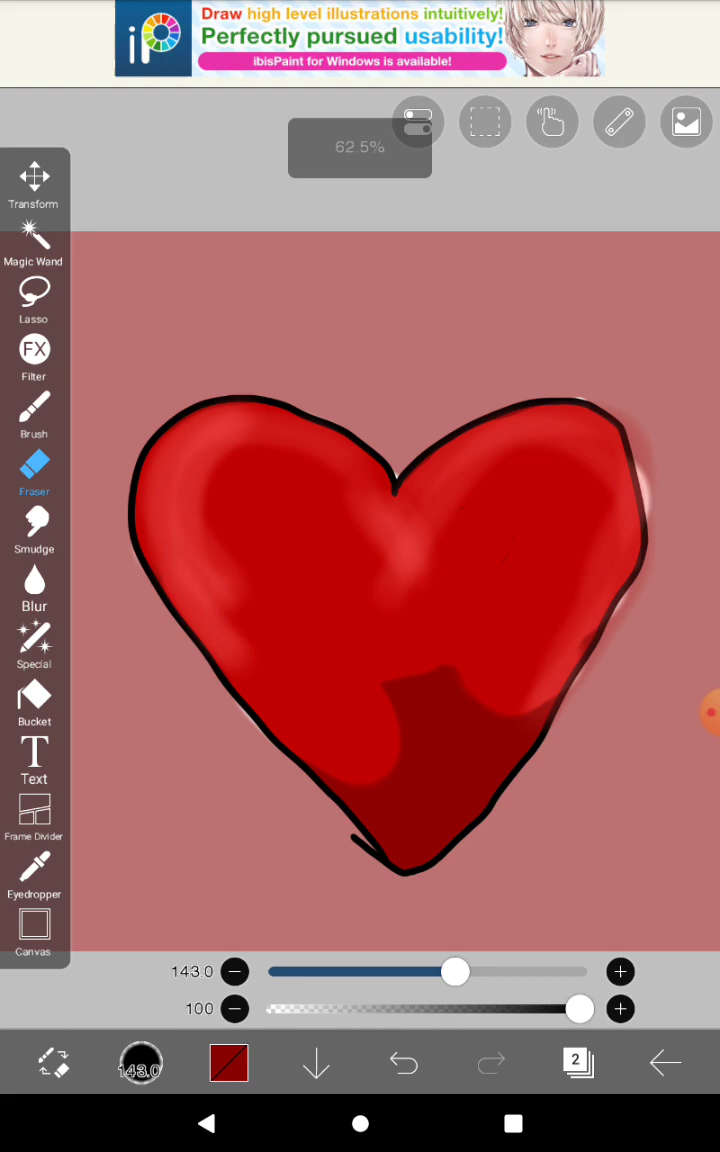 iP
Draw high level illustrations intuitively!
Perfectly pursued usability!
ibisPaint for Windows is available!
62.5%
Transform
Magic Wand
Lasso
FX
Filter
Brush
Eraser
Smudge
Blur
Special
Bucket
T
Text
Frame Divider
Eyedropper
Canvas
143.0
100
143.0
2